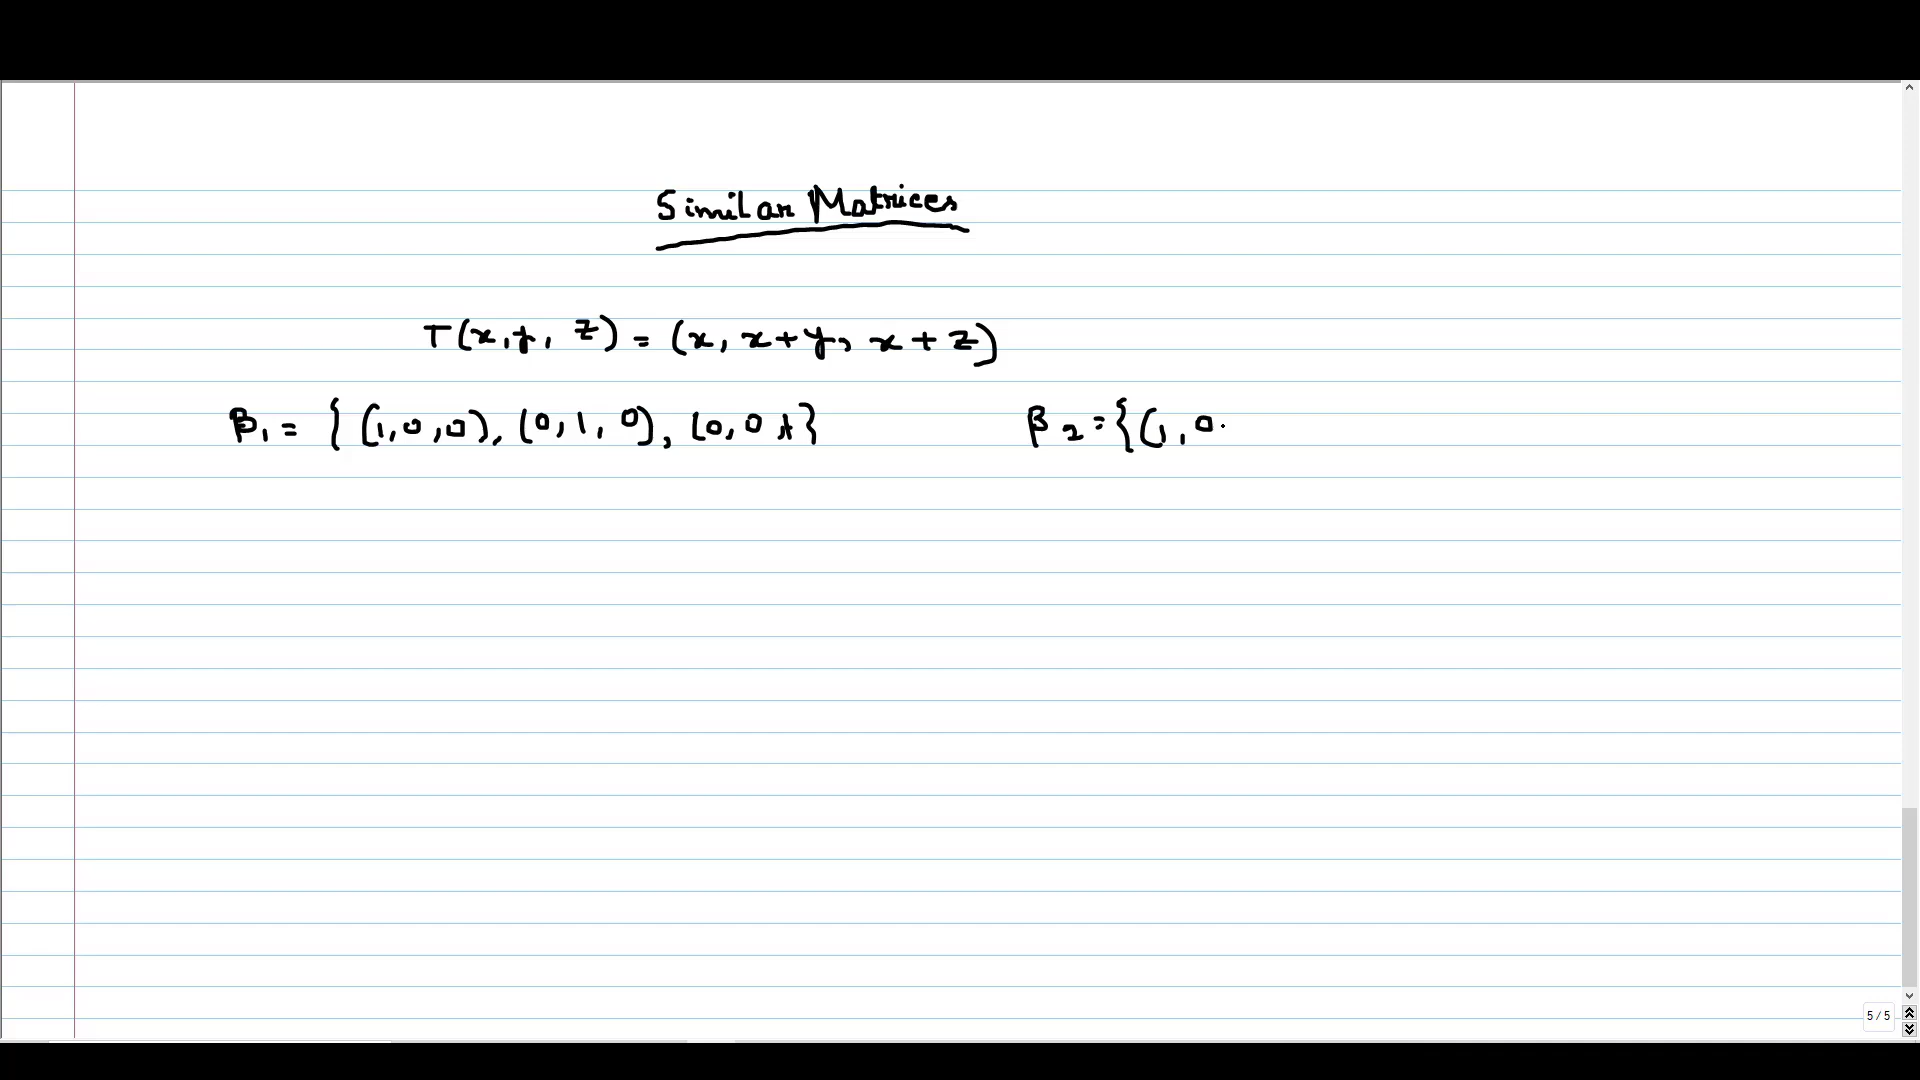 Similar Matrices
T(x, y, z) = (x, x+y, x+z)
β₁ = { (1,0,0), (0,1,0), (0,0,1} β₂ = {(1, 0.
5 / 5